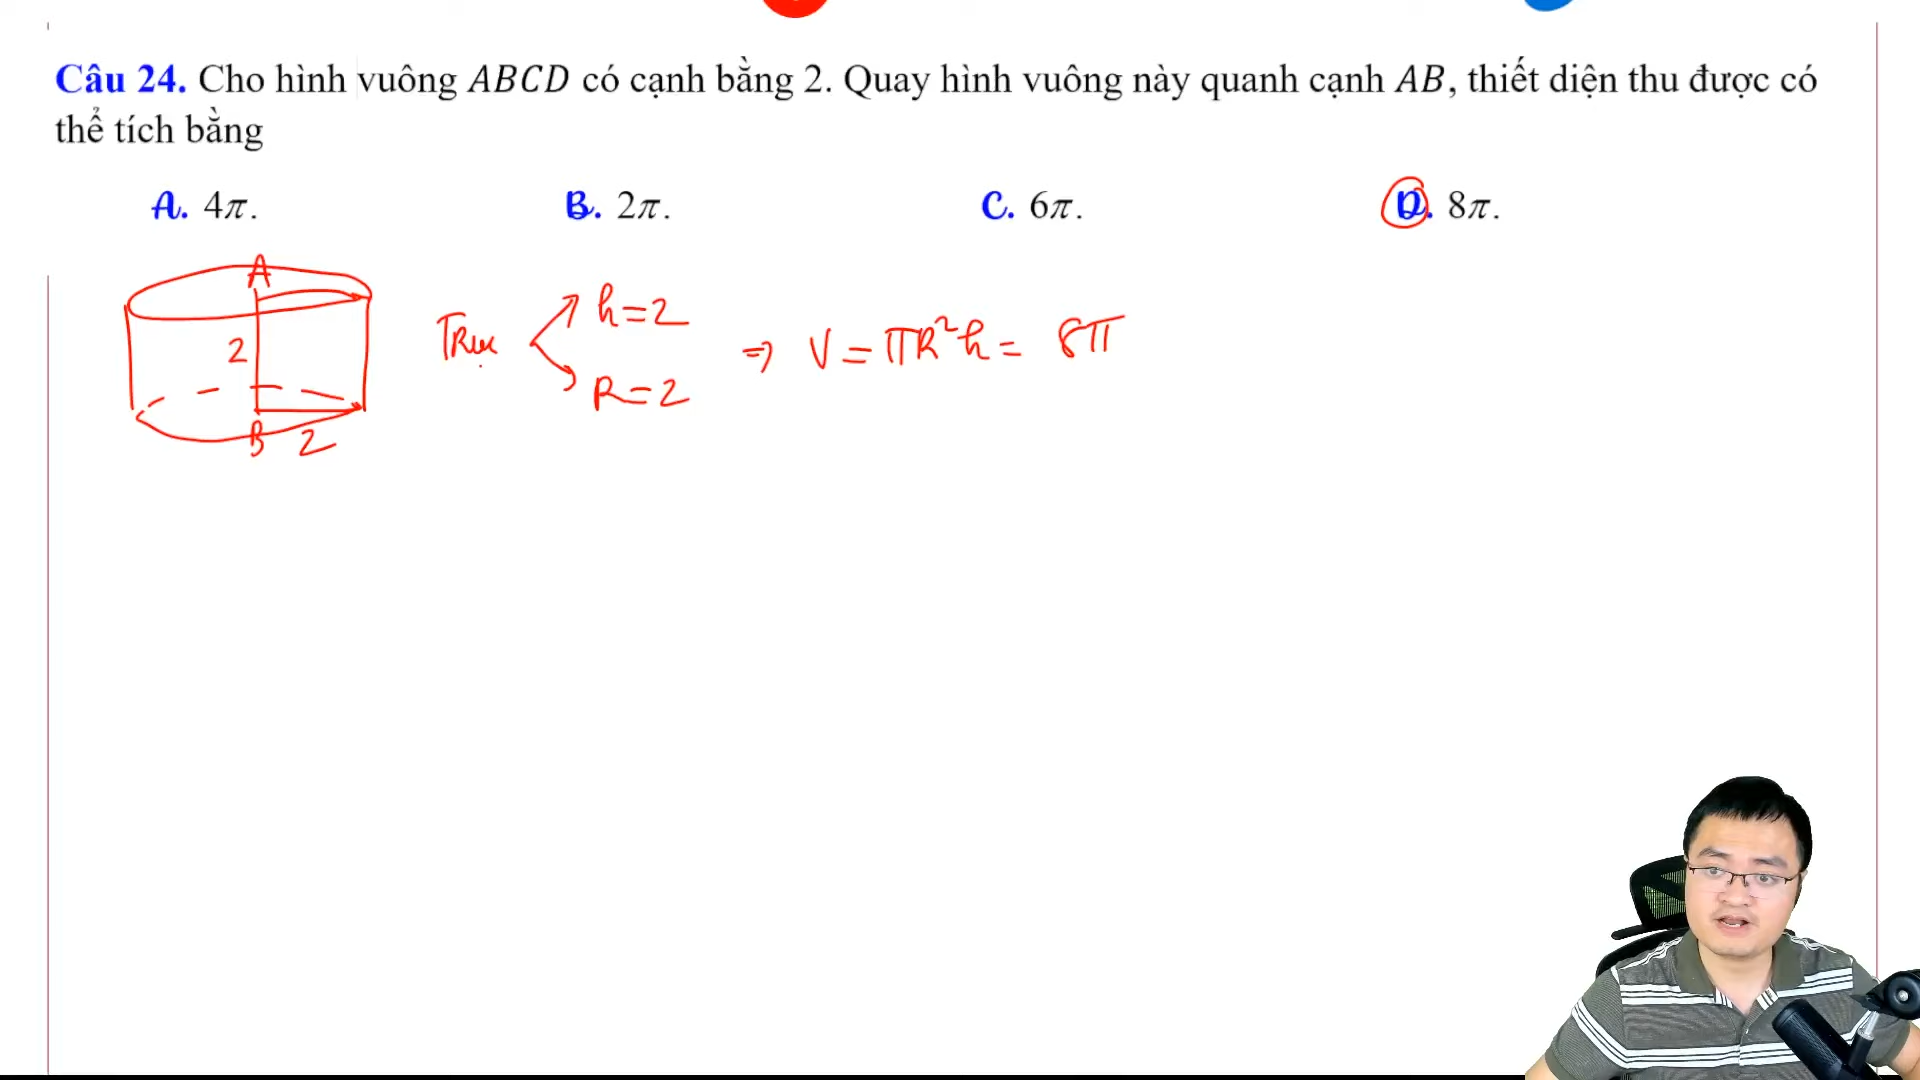 Câu 24. Cho hình vuông ABCD có cạnh bằng 2. Quay hình vuông này quanh cạnh AB, thiết diện thu được có
thể tích bằng
A. 4π. B. 2π. C. 6π. D. 8π.
A
2
B 2
Trụ
h=2
R=2
⇒ V = πR²h = 8π